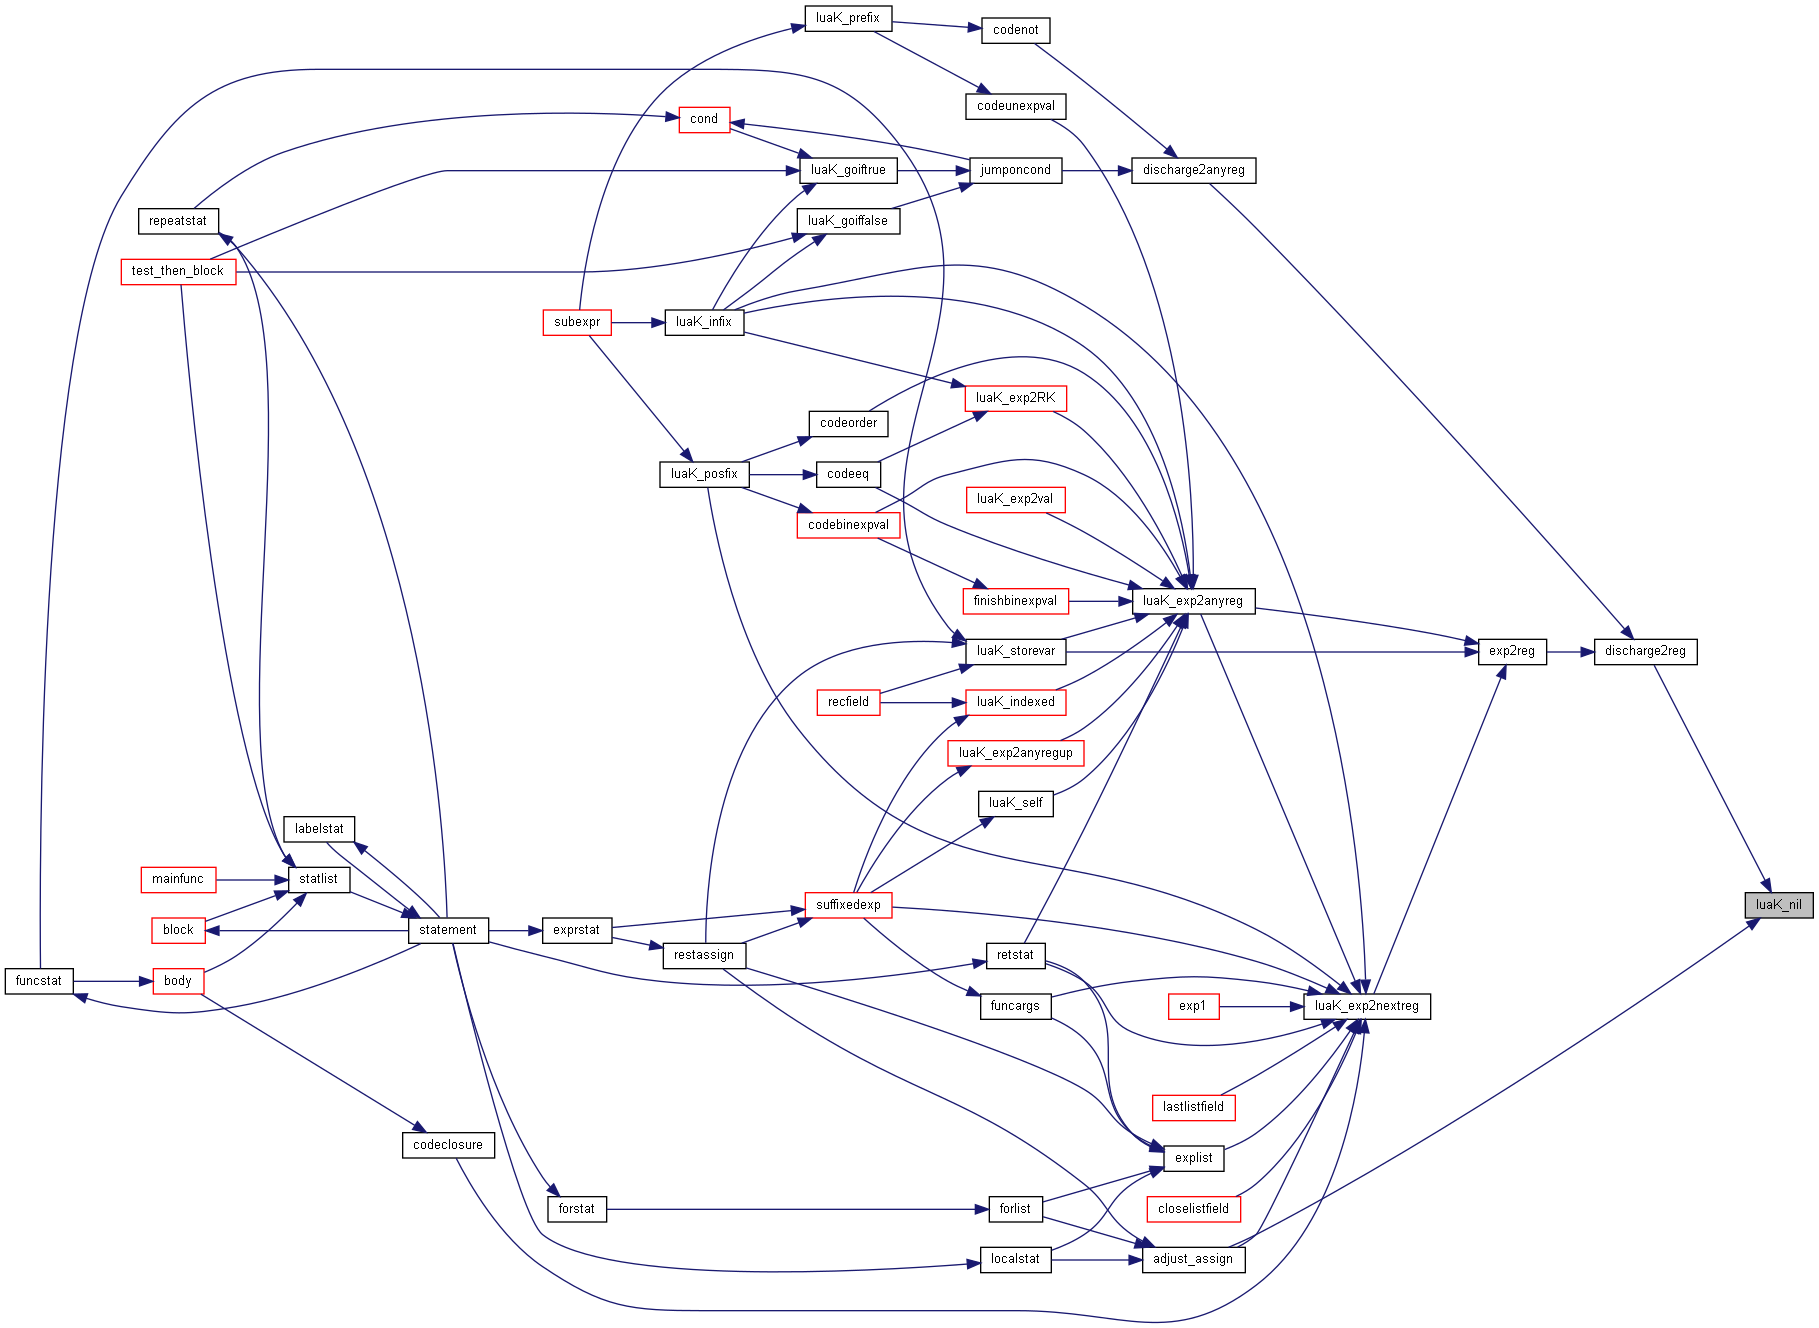 luaK_prefix
codenot
codeunexpval
cond
luaK_goiftrue
jumponcond
discharge2anyreg
repeatstat
luaK_goiffalse
test_then_block
subexpr
luaK_infix
luaK_exp2RK
codeorder
luaK_posfix
codeeq
luaK_exp2val
codebinexpval
finishbinexpval
luaK_exp2anyreg
luaK_storevar
exp2reg
discharge2reg
recfield
luaK_indexed
luaK_exp2anyregup
luaK_self
labelstat
mainfunc
statlist
suffixedexp
luaK_nil
block
statement
exprstat
restassign
retstat
funcstat
body
funcargs
exp1
luaK_exp2nextreg
lastlistfield
codeclosure
explist
forstat
forlist
closelistfield
localstat
adjust_assign